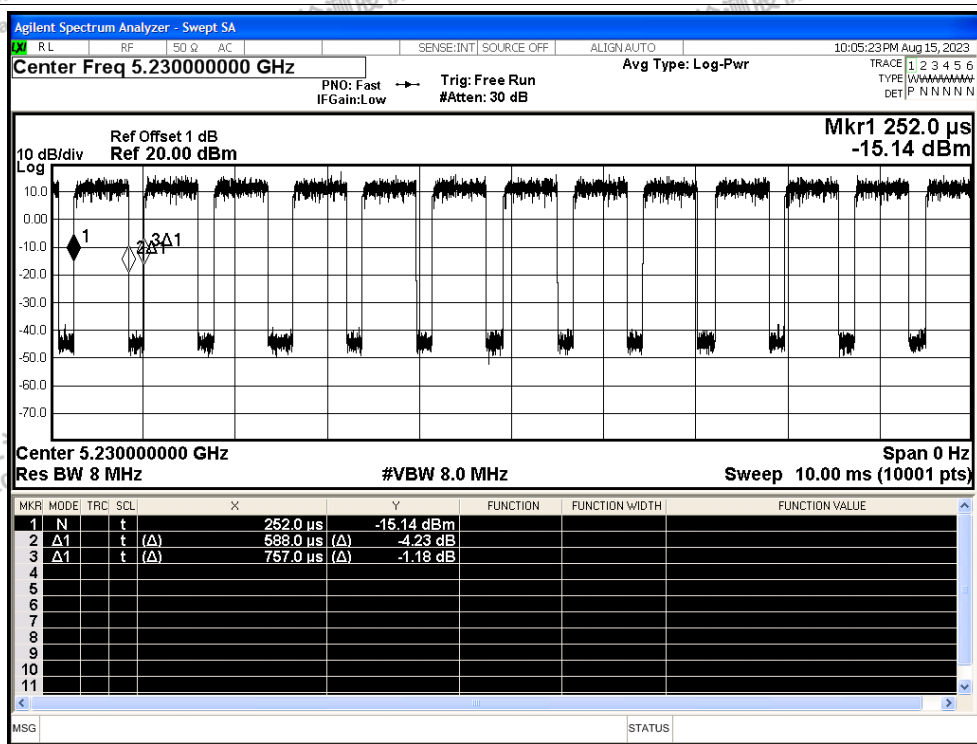 Agilent Spectrum Analyzer - Swept SA
LXI RL RF 50 Ω AC SENSE:INT SOURCE OFF ALIGN AUTO 10:05:23 PM Aug 15, 2023
Center Freq 5.230000000 GHz
PNO: Fast
IFGain:Low
Trig: Free Run
#Atten: 30 dB
Avg Type: Log-Pwr
TRACE 1 2 3 4 5 6
TYPE WWWWWW
DET P N N N N N
Mkr1 252.0 µs
-15.14 dBm
Ref Offset 1 dB
10 dB/div Ref 20.00 dBm
Log
10.0
0.00
-10.0
-20.0
-30.0
-40.0
-50.0
-60.0
-70.0
1
2Δ1
3Δ1
Center 5.230000000 GHz Span 0 Hz
Res BW 8 MHz #VBW 8.0 MHz Sweep 10.00 ms (10001 pts)
MKR MODE TRC SCL X Y FUNCTION FUNCTION WIDTH FUNCTION VALUE
1 N t 252.0 µs -15.14 dBm
2 Δ1 t (Δ) 588.0 µs (Δ) -4.23 dB
3 Δ1 t (Δ) 757.0 µs (Δ) -1.18 dB
4
5
6
7
8
9
10
11
MSG STATUS